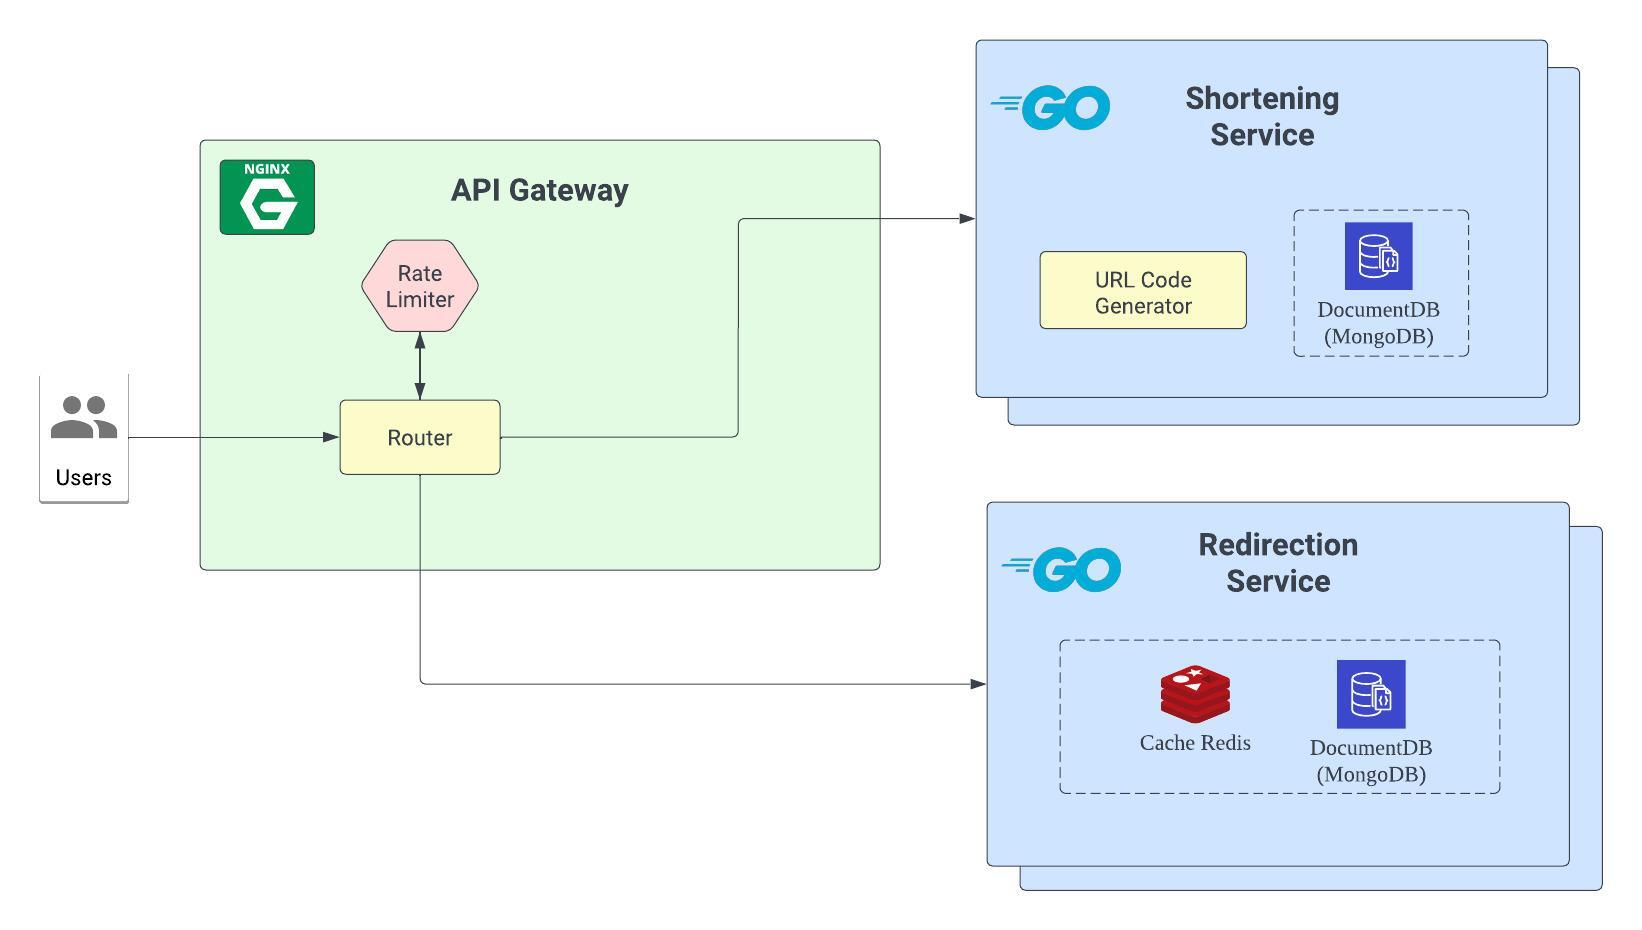 NGINX
API Gateway
Rate
Limiter
Router
Users
GO
Shortening
Service
URL Code
Generator
DocumentDB
(MongoDB)
GO
Redirection
Service
Cache Redis
DocumentDB
(MongoDB)